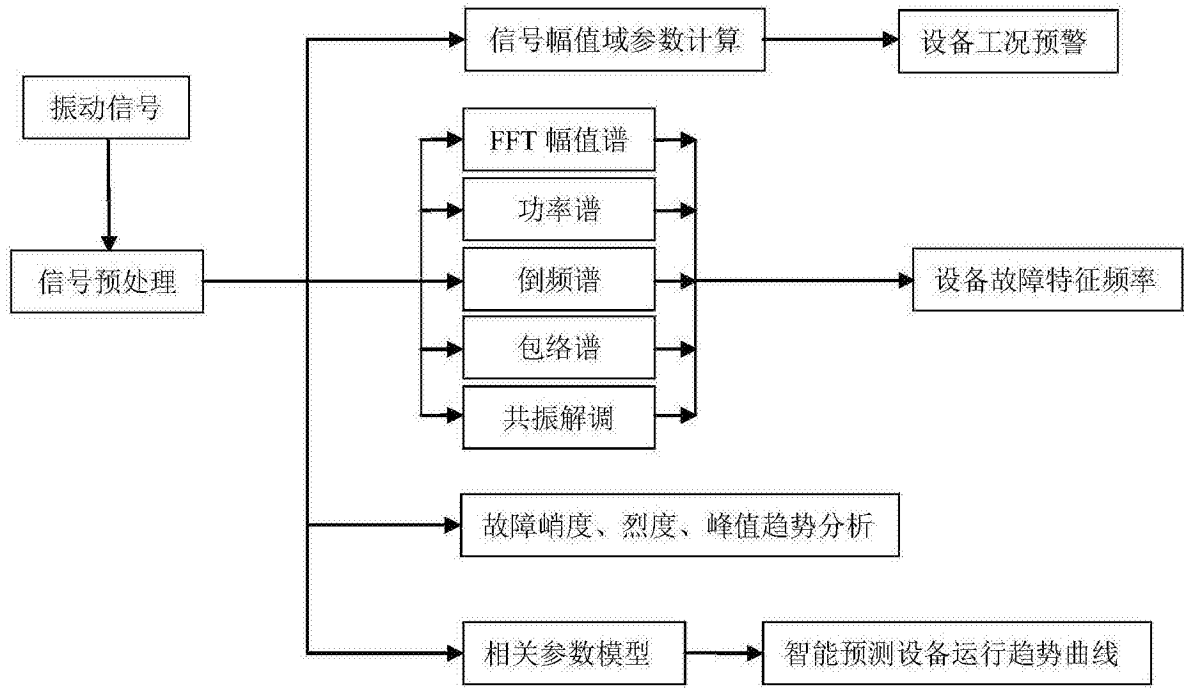 信号幅值域参数计算
设备工况预警
振动信号
FFT 幅值谱
功率谱
信号预处理
倒频谱
设备故障特征频率
包络谱
共振解调
故障峭度、烈度、峰值趋势分析
相关参数模型
智能预测设备运行趋势曲线